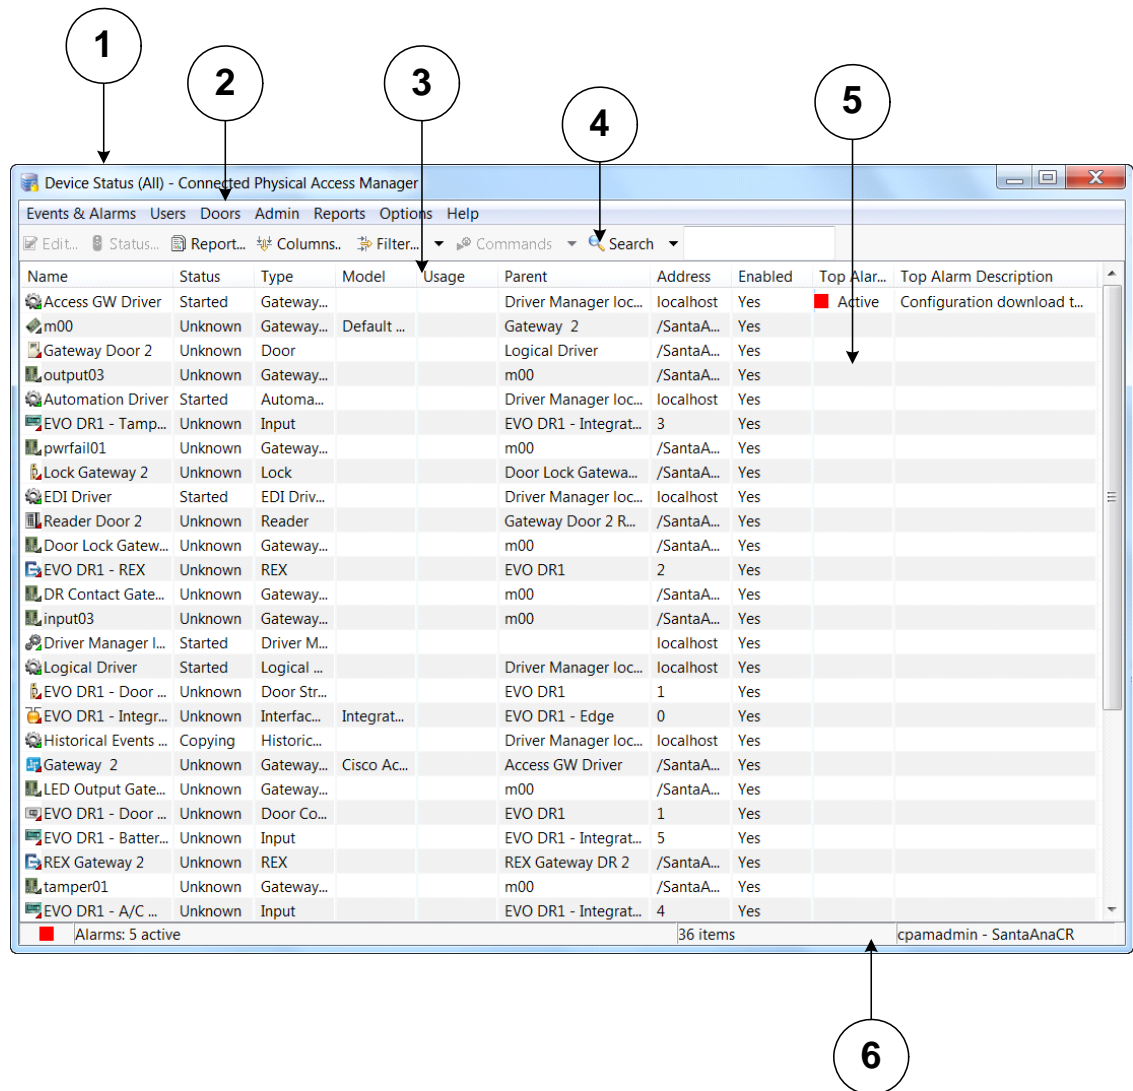 1
2
3
4
5
Device Status (All) - Connected Physical Access Manager
Events & Alarms Users Doors Admin Reports Options Help
Edit... Status... Report... Columns.. Filter... Commands Search
Name Status Type Model Usage Parent Address Enabled Top Alar... Top Alarm Description
Access GW Driver Started Gateway... Driver Manager loc... localhost Yes Active Configuration download t...
m00 Unknown Gateway... Default ... Gateway 2 /SantaA... Yes
Gateway Door 2 Unknown Door Logical Driver /SantaA... Yes
output03 Unknown Gateway... m00 /SantaA... Yes
Automation Driver Started Automa... Driver Manager loc... localhost Yes
EVO DR1 - Tamp... Unknown Input EVO DR1 - Integrat... 3 Yes
pwrfail01 Unknown Gateway... m00 /SantaA... Yes
Lock Gateway 2 Unknown Lock Door Lock Gatewa... /SantaA... Yes
EDI Driver Started EDI Driv... Driver Manager loc... localhost Yes
Reader Door 2 Unknown Reader Gateway Door 2 R... /SantaA... Yes
Door Lock Gatew... Unknown Gateway... m00 /SantaA... Yes
EVO DR1 - REX Unknown REX EVO DR1 2 Yes
DR Contact Gate... Unknown Gateway... m00 /SantaA... Yes
input03 Unknown Gateway... m00 /SantaA... Yes
Driver Manager l... Started Driver M... localhost Yes
Logical Driver Started Logical ... Driver Manager loc... localhost Yes
EVO DR1 - Door ... Unknown Door Str... EVO DR1 1 Yes
EVO DR1 - Integr... Unknown Interfac... Integrat... EVO DR1 - Edge 0 Yes
Historical Events ... Copying Historic... Driver Manager loc... localhost Yes
Gateway 2 Unknown Gateway... Cisco Ac... Access GW Driver /SantaA... Yes
LED Output Gate... Unknown Gateway... m00 /SantaA... Yes
EVO DR1 - Door ... Unknown Door Co... EVO DR1 1 Yes
EVO DR1 - Batter... Unknown Input EVO DR1 - Integrat... 5 Yes
REX Gateway 2 Unknown REX REX Gateway DR 2 /SantaA... Yes
tamper01 Unknown Gateway... m00 /SantaA... Yes
EVO DR1 - A/C ... Unknown Input EVO DR1 - Integrat... 4 Yes
Alarms: 5 active 36 items cpamadmin - SantaAnaCR
6